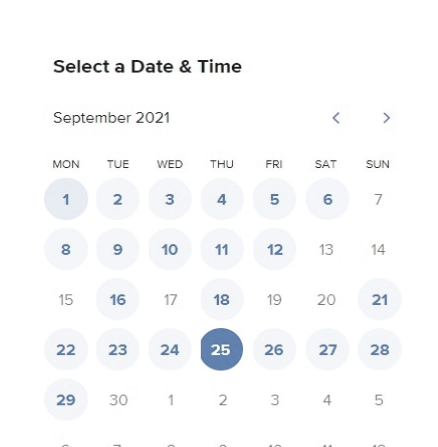 Select a Date & Time
September 2021
MON TUE WED THU FRI SAT SUN
1 2 3 4 5 6 7
8 9 10 11 12 13 14
15 16 17 18 19 20 21
22 23 24 25 26 27 28
29 30 1 2 3 4 5